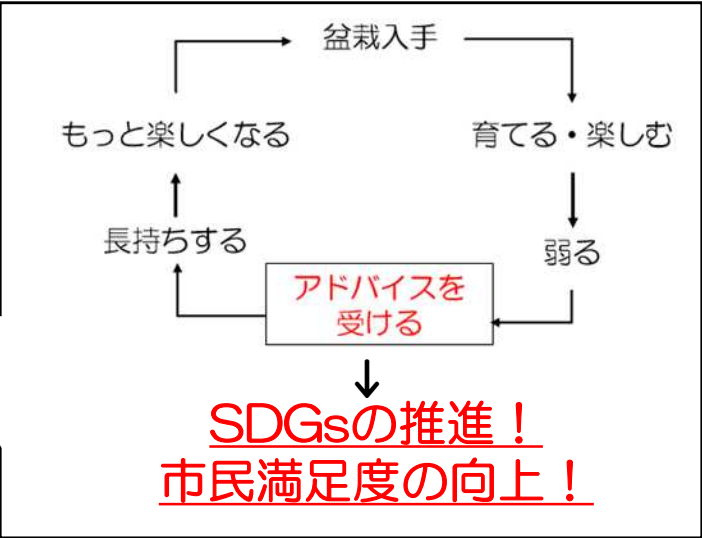 盆栽入手
もっと楽しくなる
育てる・楽しむ
長持ちする
弱る
アドバイスを
受ける
SDGsの推進！
市民満足度の向上！